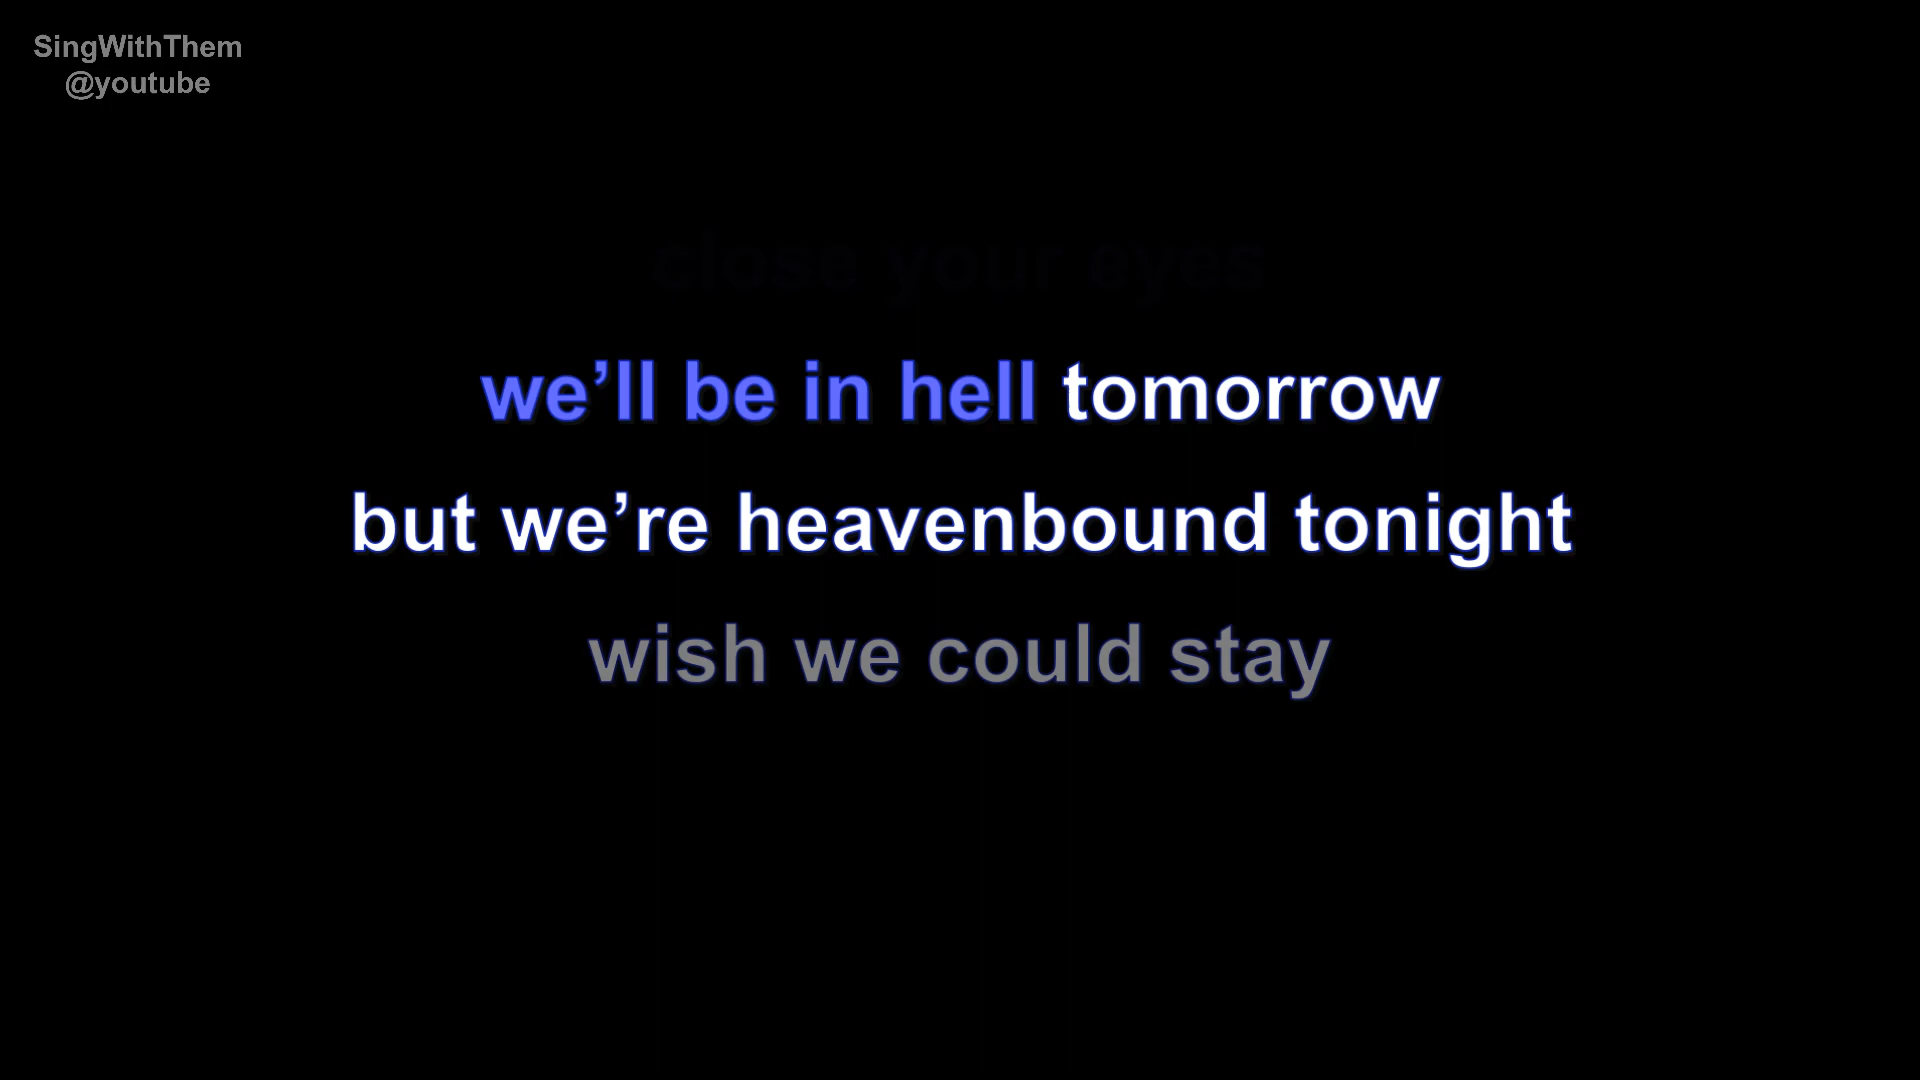 SingWithThem
@youtube
close your eyes
we’ll be in hell tomorrow
but we’re heavenbound tonight
wish we could stay